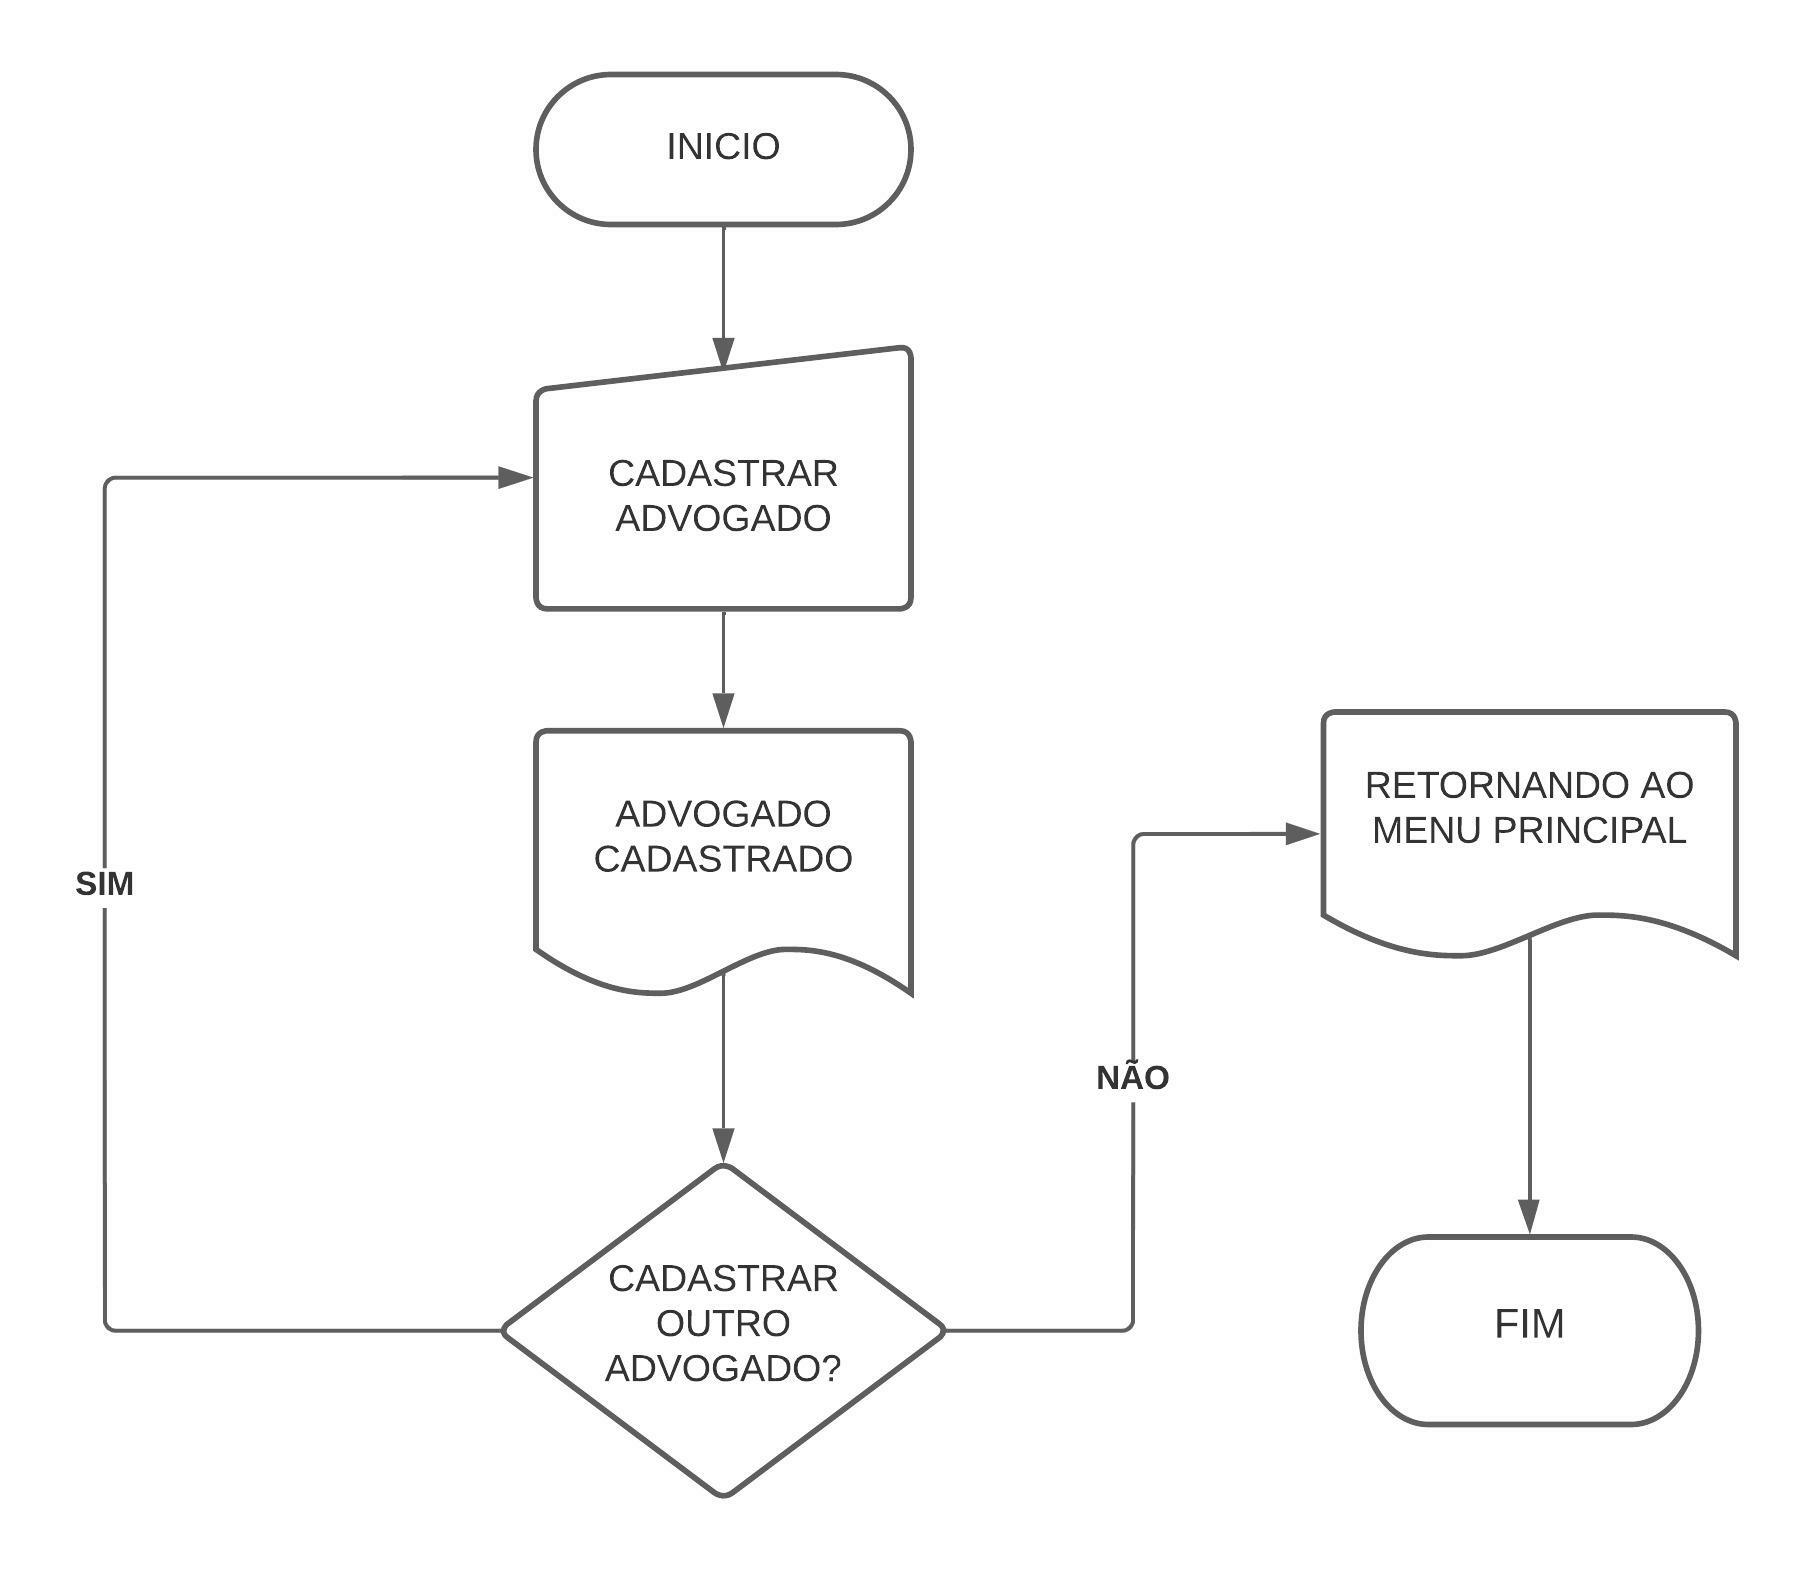 INICIO
CADASTRAR
ADVOGADO
ADVOGADO
CADASTRADO
SIM
CADASTRAR
OUTRO
ADVOGADO?
NÃO
RETORNANDO AO
MENU PRINCIPAL
FIM